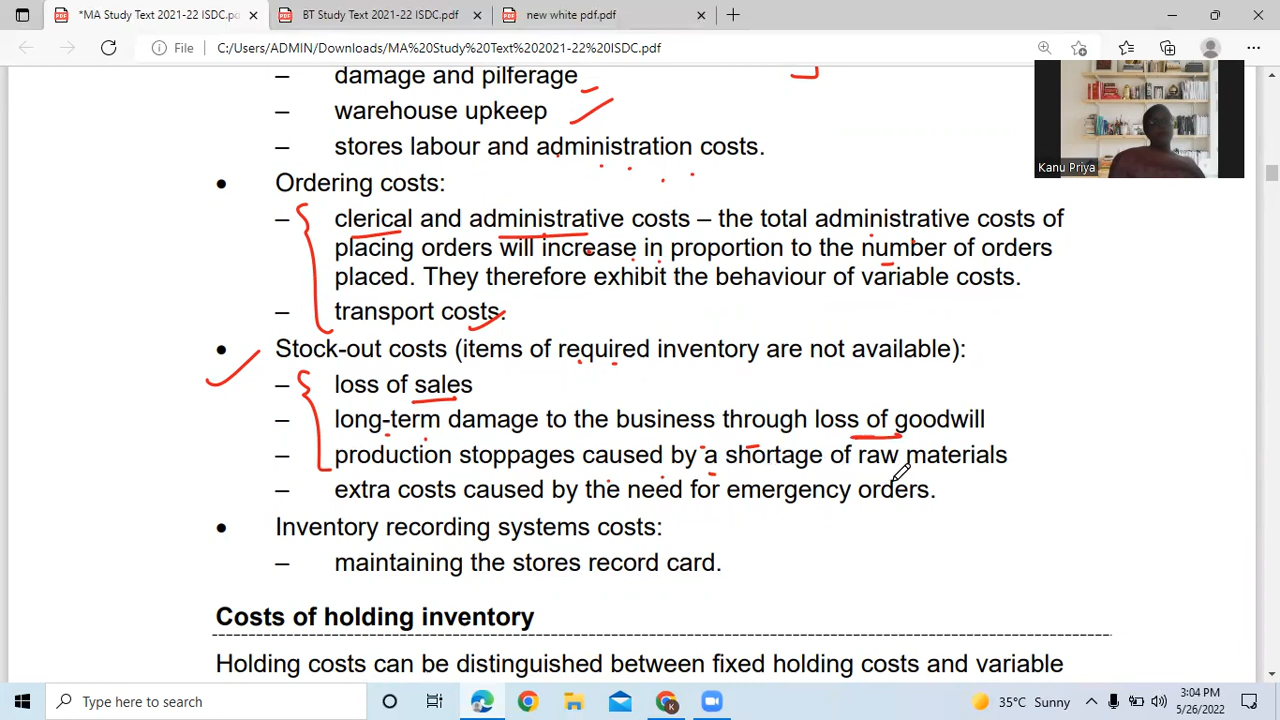 *MA Study Text 2021-22 ISDC.pdf
BT Study Text 2021-22 ISDC.pdf
new white pdf.pdf
File
C:/Users/ADMIN/Downloads/MA%20Study%20Text%202021-22%20ISDC.pdf
– damage and pilferage
– warehouse upkeep
– stores labour and administration costs.
Kanu Priya
• Ordering costs:
– clerical and administrative costs – the total administrative costs of
placing orders will increase in proportion to the number of orders
placed. They therefore exhibit the behaviour of variable costs.
– transport costs.
• Stock-out costs (items of required inventory are not available):
– loss of sales
– long-term damage to the business through loss of goodwill
– production stoppages caused by a shortage of raw materials
– extra costs caused by the need for emergency orders.
• Inventory recording systems costs:
– maintaining the stores record card.
Costs of holding inventory
Holding costs can be distinguished between fixed holding costs and variable
Type here to search
K
35°C Sunny
3:04 PM
5/26/2022